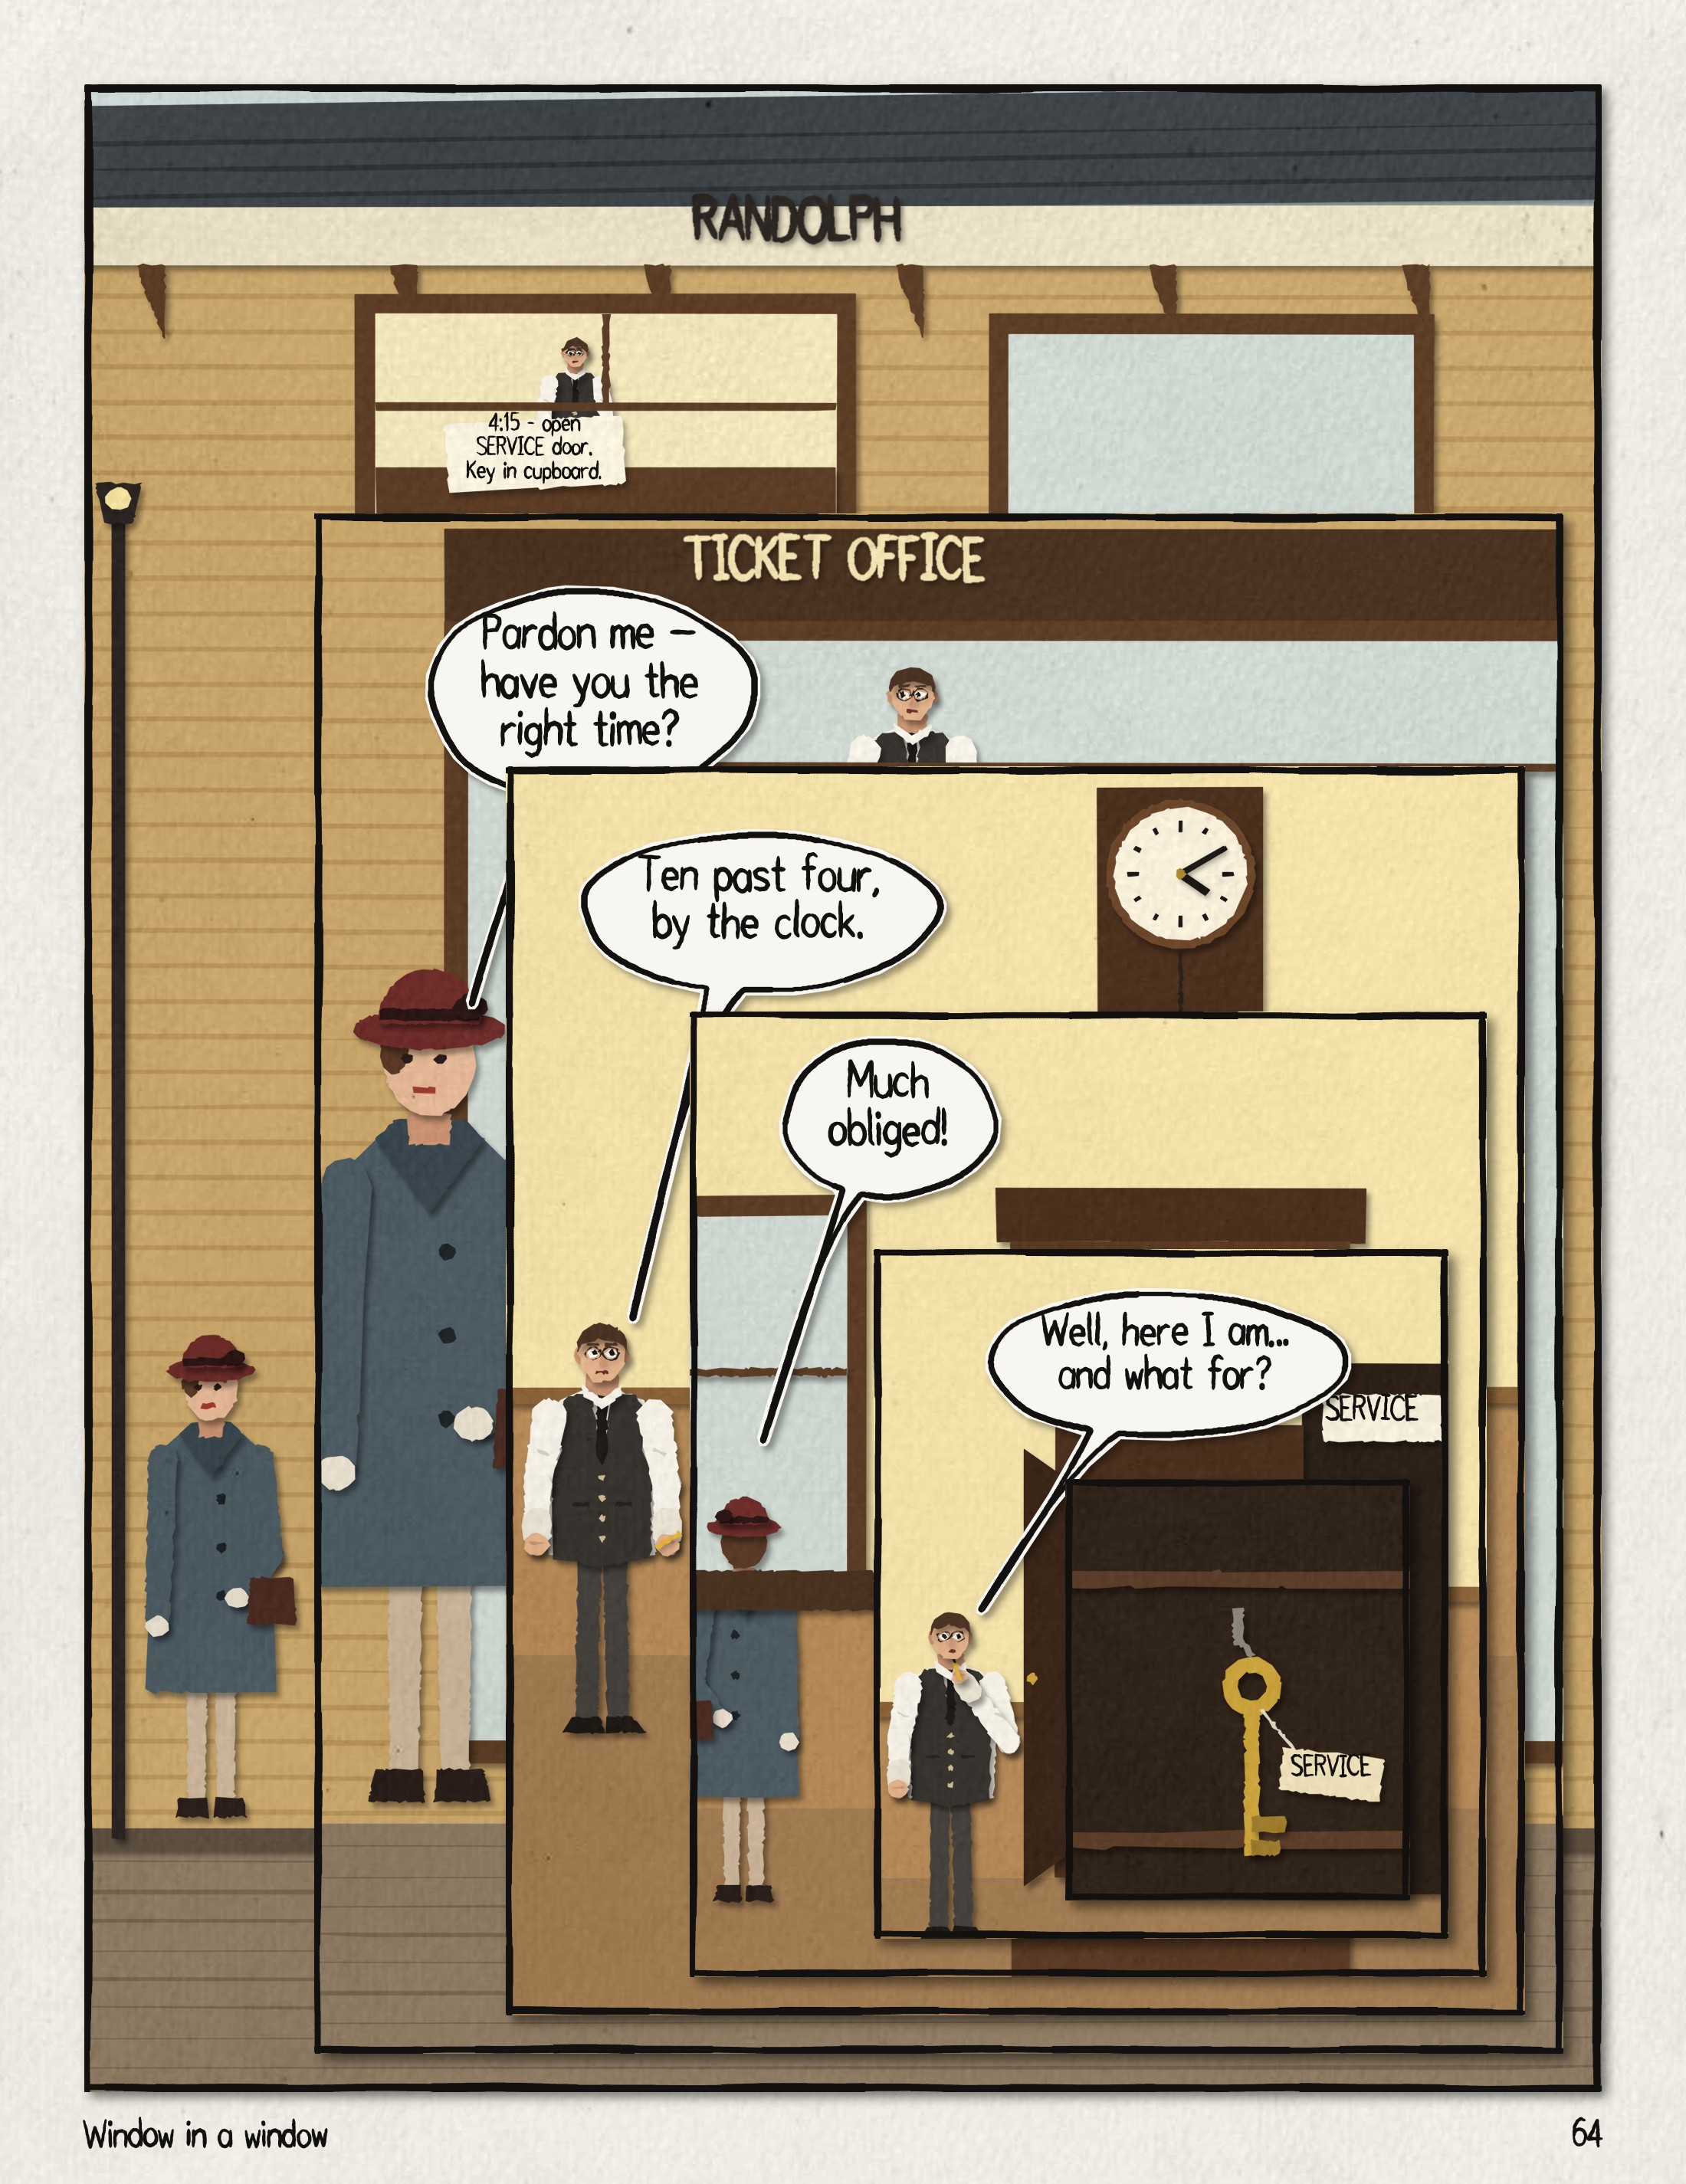 RANDOLPH
4:15 - open
SERVICE door.
Key in cupboard.
TICKET OFFICE
Pardon me —
have you the
right time?
Ten past four,
by the clock.
Much
obliged!
Well, here I am...
and what for?
SERVICE
SERVICE
Window in a window
64